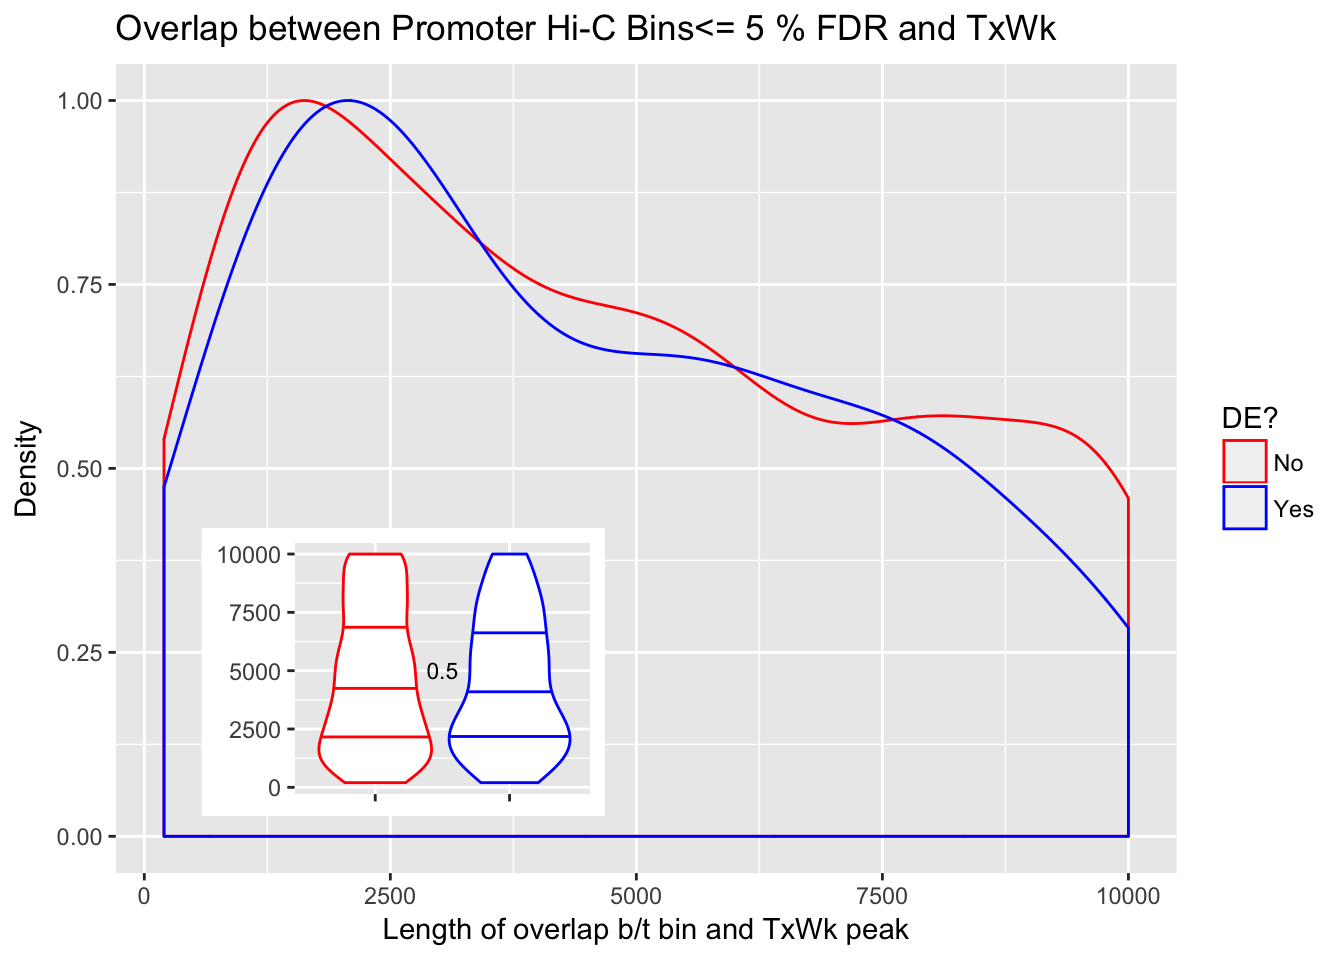 Overlap between Promoter Hi-C Bins<= 5 % FDR and TxWk
1.00
0.75
0.50
0.25
0.00
Density
0
2500
5000
7500
10000
Length of overlap b/t bin and TxWk peak
10000
7500
5000
2500
0
0.5
DE?
No
Yes